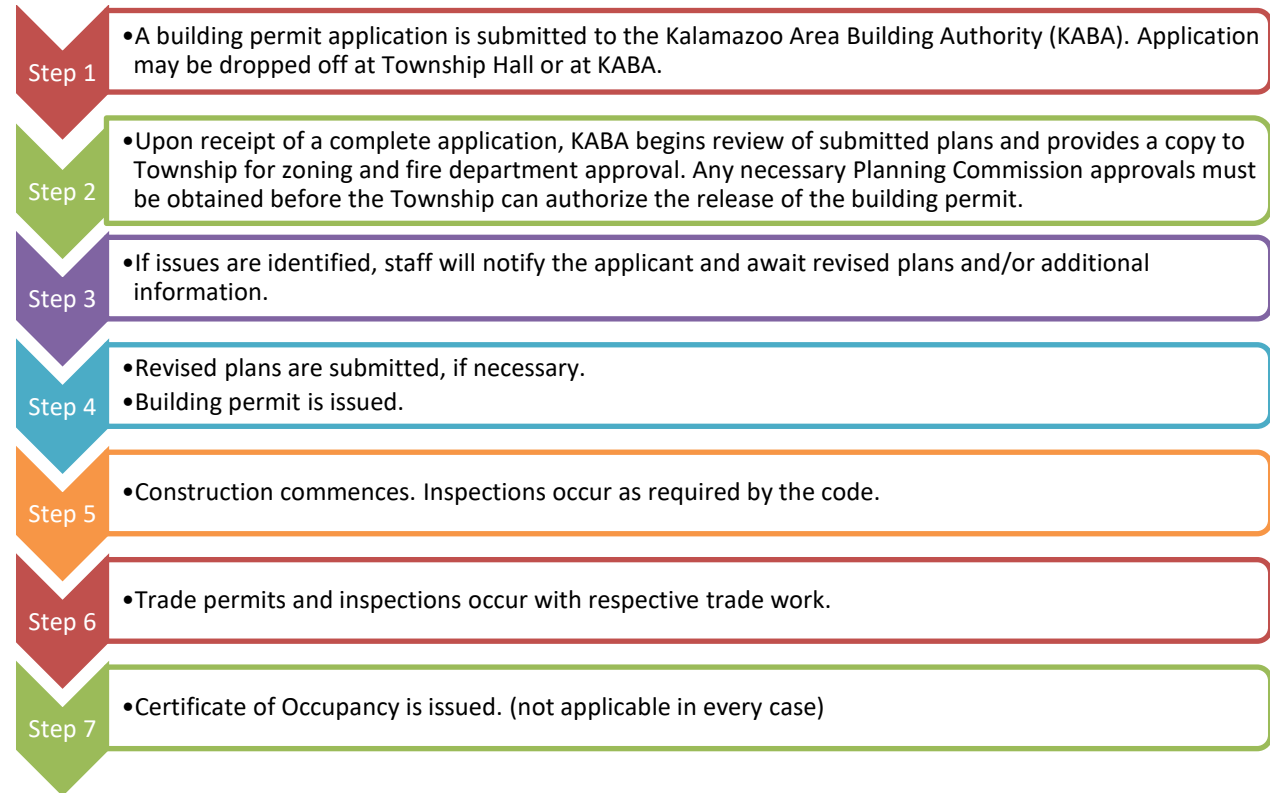 Step 1
•A building permit application is submitted to the Kalamazoo Area Building Authority (KABA). Application
may be dropped off at Township Hall or at KABA.
Step 2
•Upon receipt of a complete application, KABA begins review of submitted plans and provides a copy to
Township for zoning and fire department approval. Any necessary Planning Commission approvals must
be obtained before the Township can authorize the release of the building permit.
Step 3
•If issues are identified, staff will notify the applicant and await revised plans and/or additional
information.
Step 4
•Revised plans are submitted, if necessary.
•Building permit is issued.
Step 5
•Construction commences. Inspections occur as required by the code.
Step 6
•Trade permits and inspections occur with respective trade work.
Step 7
•Certificate of Occupancy is issued. (not applicable in every case)